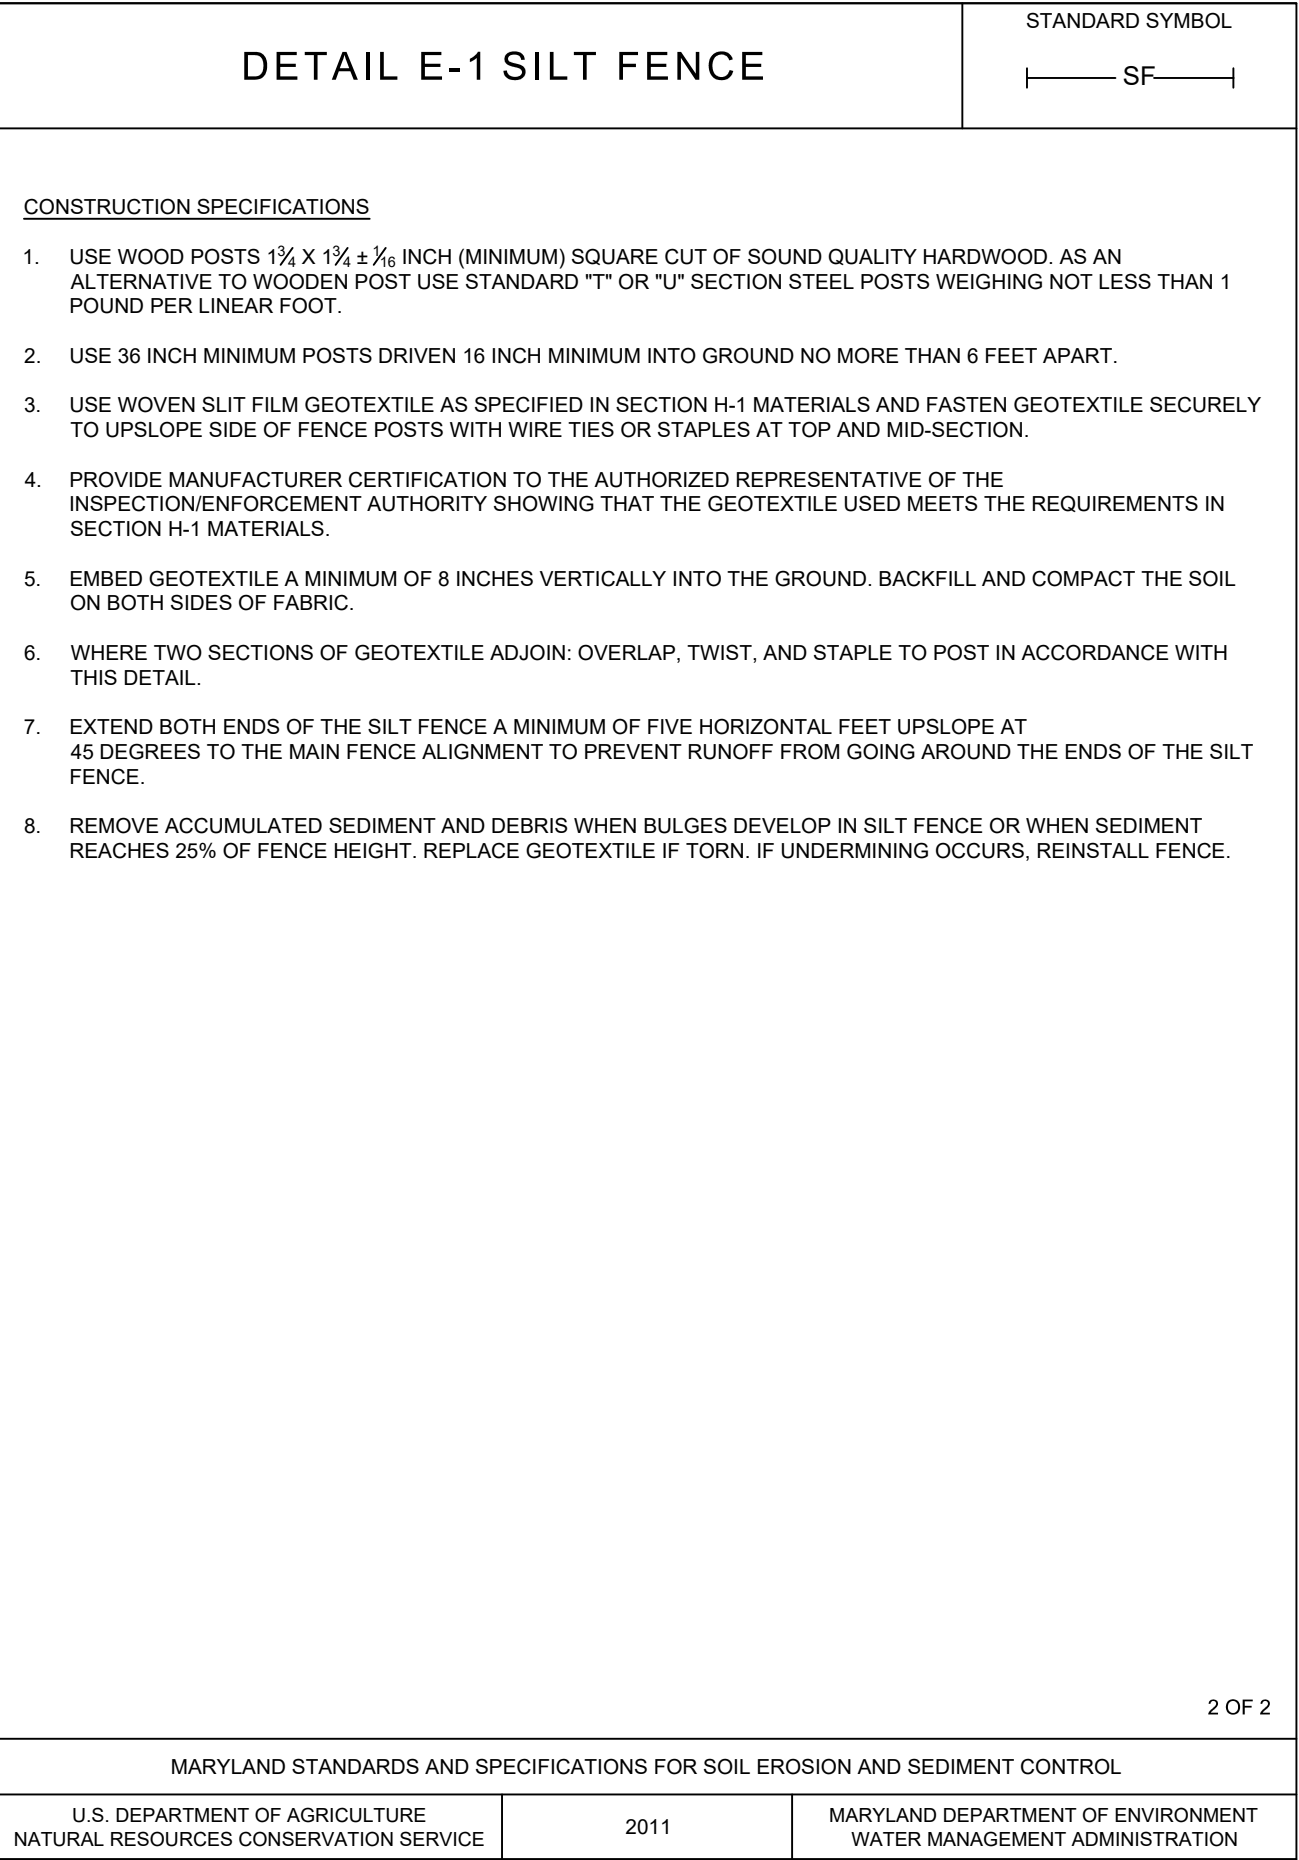 DETAIL E-1 SILT FENCE
STANDARD SYMBOL
SF
CONSTRUCTION SPECIFICATIONS
1. USE WOOD POSTS 1¾ X 1¾ ± 1⁄16 INCH (MINIMUM) SQUARE CUT OF SOUND QUALITY HARDWOOD. AS AN
ALTERNATIVE TO WOODEN POST USE STANDARD "T" OR "U" SECTION STEEL POSTS WEIGHING NOT LESS THAN 1
POUND PER LINEAR FOOT.
2. USE 36 INCH MINIMUM POSTS DRIVEN 16 INCH MINIMUM INTO GROUND NO MORE THAN 6 FEET APART.
3. USE WOVEN SLIT FILM GEOTEXTILE AS SPECIFIED IN SECTION H-1 MATERIALS AND FASTEN GEOTEXTILE SECURELY
TO UPSLOPE SIDE OF FENCE POSTS WITH WIRE TIES OR STAPLES AT TOP AND MID-SECTION.
4. PROVIDE MANUFACTURER CERTIFICATION TO THE AUTHORIZED REPRESENTATIVE OF THE
INSPECTION/ENFORCEMENT AUTHORITY SHOWING THAT THE GEOTEXTILE USED MEETS THE REQUIREMENTS IN
SECTION H-1 MATERIALS.
5. EMBED GEOTEXTILE A MINIMUM OF 8 INCHES VERTICALLY INTO THE GROUND. BACKFILL AND COMPACT THE SOIL
ON BOTH SIDES OF FABRIC.
6. WHERE TWO SECTIONS OF GEOTEXTILE ADJOIN: OVERLAP, TWIST, AND STAPLE TO POST IN ACCORDANCE WITH
THIS DETAIL.
7. EXTEND BOTH ENDS OF THE SILT FENCE A MINIMUM OF FIVE HORIZONTAL FEET UPSLOPE AT
45 DEGREES TO THE MAIN FENCE ALIGNMENT TO PREVENT RUNOFF FROM GOING AROUND THE ENDS OF THE SILT
FENCE.
8. REMOVE ACCUMULATED SEDIMENT AND DEBRIS WHEN BULGES DEVELOP IN SILT FENCE OR WHEN SEDIMENT
REACHES 25% OF FENCE HEIGHT. REPLACE GEOTEXTILE IF TORN. IF UNDERMINING OCCURS, REINSTALL FENCE.
2 OF 2
MARYLAND STANDARDS AND SPECIFICATIONS FOR SOIL EROSION AND SEDIMENT CONTROL
U.S. DEPARTMENT OF AGRICULTURE
NATURAL RESOURCES CONSERVATION SERVICE
2011
MARYLAND DEPARTMENT OF ENVIRONMENT
WATER MANAGEMENT ADMINISTRATION